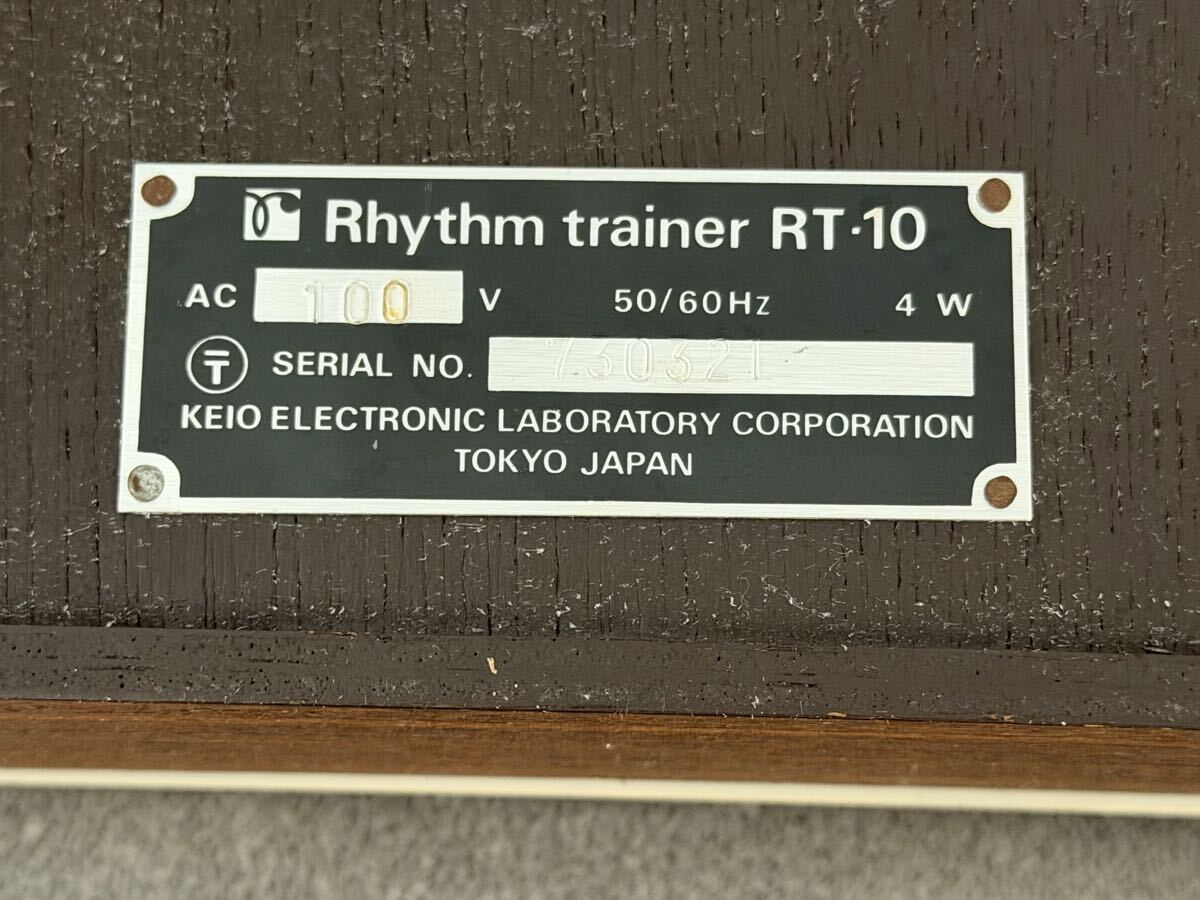 Rhythm trainer RT·10
AC 100 V 50/60Hz 4 W
SERIAL NO. 730321
KEIO ELECTRONIC LABORATORY CORPORATION
TOKYO JAPAN